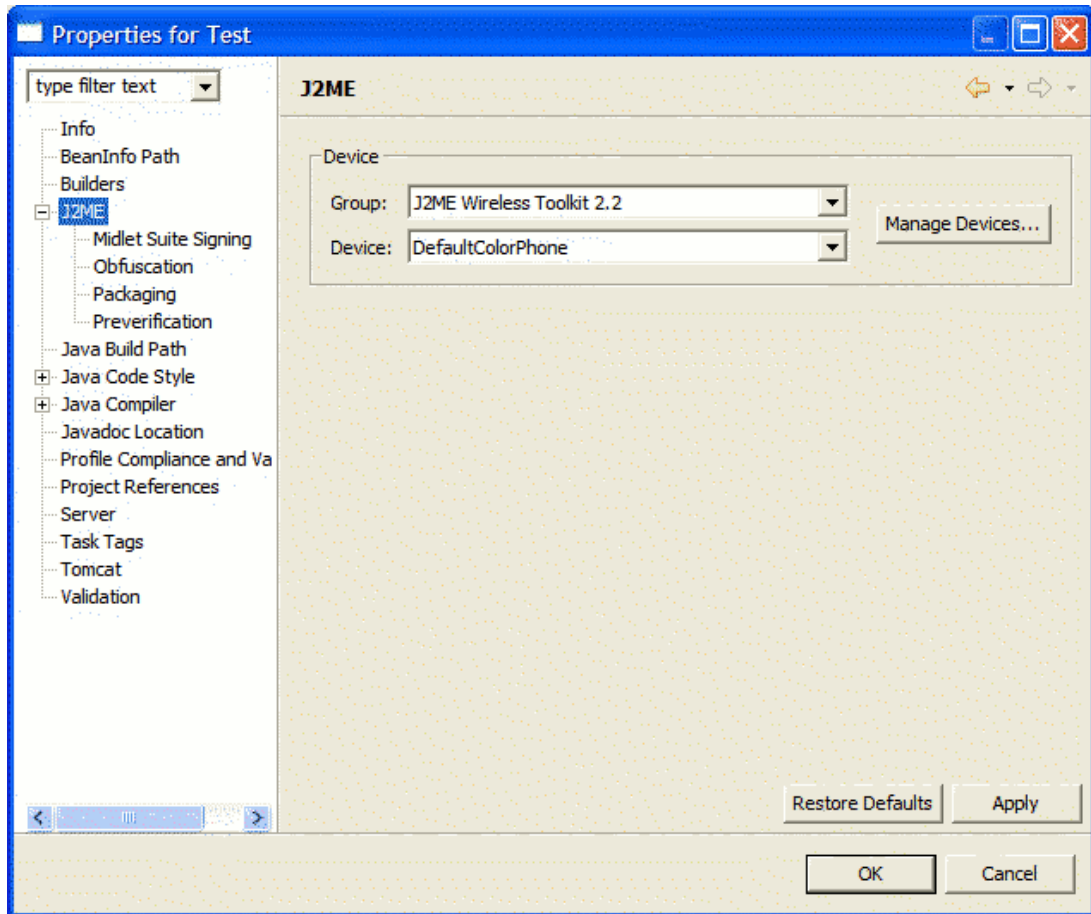 Properties for Test
type filter text
Info
BeanInfo Path
Builders
J2ME
Midlet Suite Signing
Obfuscation
Packaging
Preverification
Java Build Path
Java Code Style
Java Compiler
Javadoc Location
Profile Compliance and Va
Project References
Server
Task Tags
Tomcat
Validation
J2ME
Device
Group: J2ME Wireless Toolkit 2.2
Device: DefaultColorPhone
Manage Devices...
Restore Defaults Apply
OK Cancel